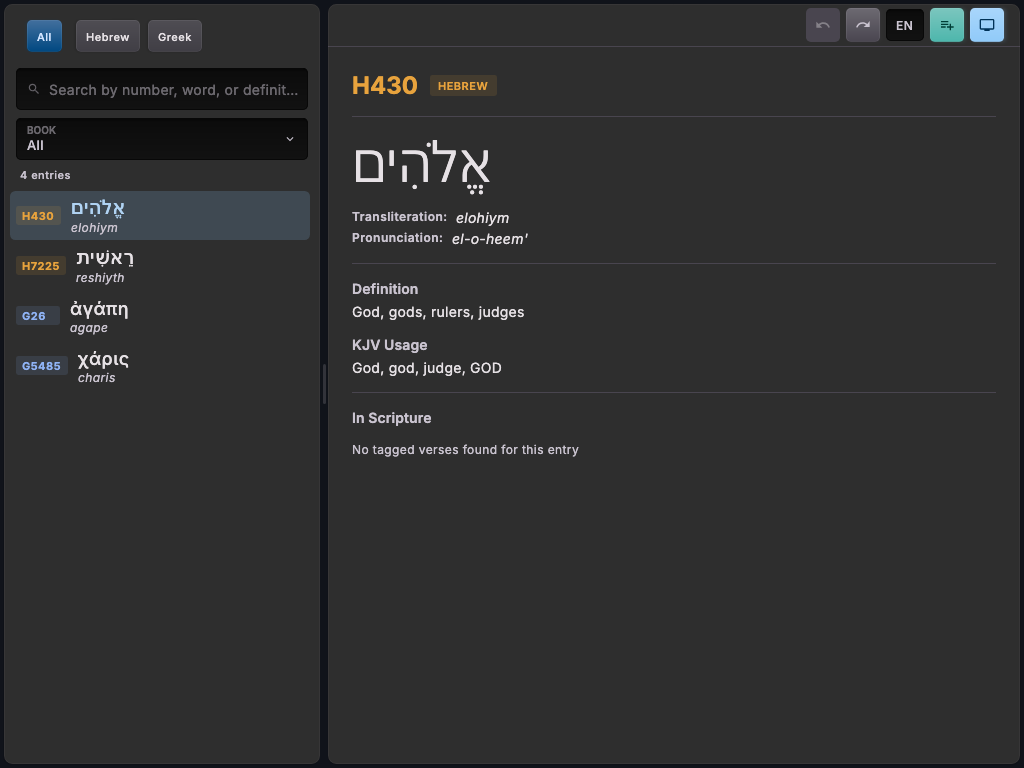 All
Hebrew
Greek
Search by number, word, or definit...
BOOK
All
4 entries
H430
אֱלֹהִים
elohiym
H7225
רֵאשִׁית
reshiyth
G26
ἀγάπη
agape
G5485
χάρις
charis
EN
H430
HEBREW
אֱלֹהִים
Transliteration: elohiym
Pronunciation: el-o-heem'
Definition
God, gods, rulers, judges
KJV Usage
God, god, judge, GOD
In Scripture
No tagged verses found for this entry